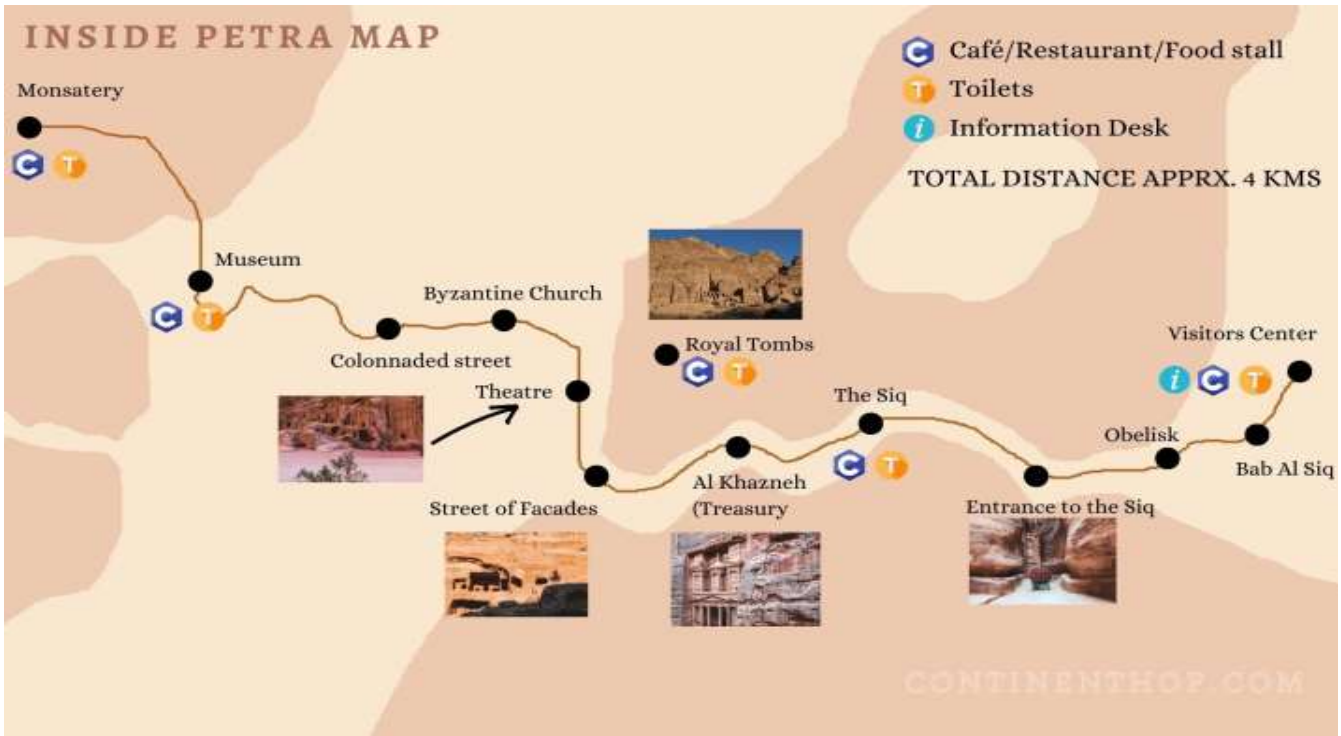 INSIDE PETRA MAP
C Café/Restaurant/Food stall
T Toilets
i Information Desk
TOTAL DISTANCE APPRX. 4 KMS
Monsatery
C T
Museum
C T
Byzantine Church
Colonnaded street
Theatre
Royal Tombs
C T
Visitors Center
i C T
The Siq
C T
Obelisk
Bab Al Siq
Street of Facades
Al Khazneh
(Treasury
Entrance to the Siq
CONTINENTHOP.COM